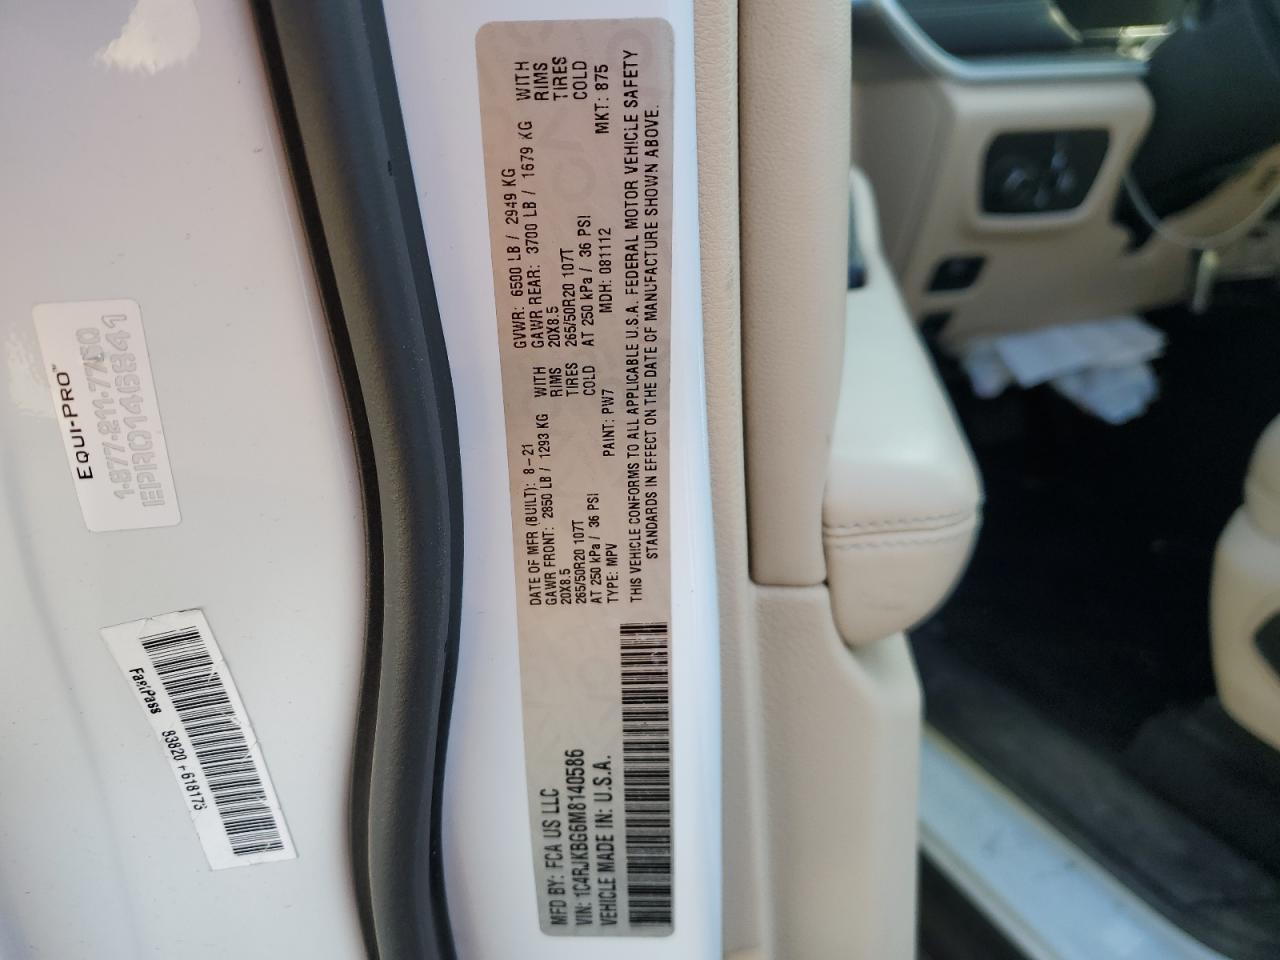 MFD BY: FCA US LLC
VIN: 1C4RJKBG6M8140586
VEHICLE MADE IN: U.S.A.
DATE OF MFR (BUILT): 8-21
GAWR FRONT: 2850 LB / 1293 KG WITH
20X8.5 RIMS
265/50R20 107T TIRES
AT 250 kPa / 36 PSI COLD
TYPE: MPV PAINT: PW7
GVWR: 6500 LB / 2949 KG
GAWR REAR: 3700 LB / 1679 KG WITH
20X8.5 RIMS
265/50R20 107T TIRES
AT 250 kPa / 36 PSI COLD
MDH: 081112 MKT: 875
THIS VEHICLE CONFORMS TO ALL APPLICABLE U.S.A. FEDERAL MOTOR VEHICLE SAFETY
STANDARDS IN EFFECT ON THE DATE OF MANUFACTURE SHOWN ABOVE.
EQUI-PRO™
1-877-211-7750
EPR0146841
FastPass 93820 + 618173